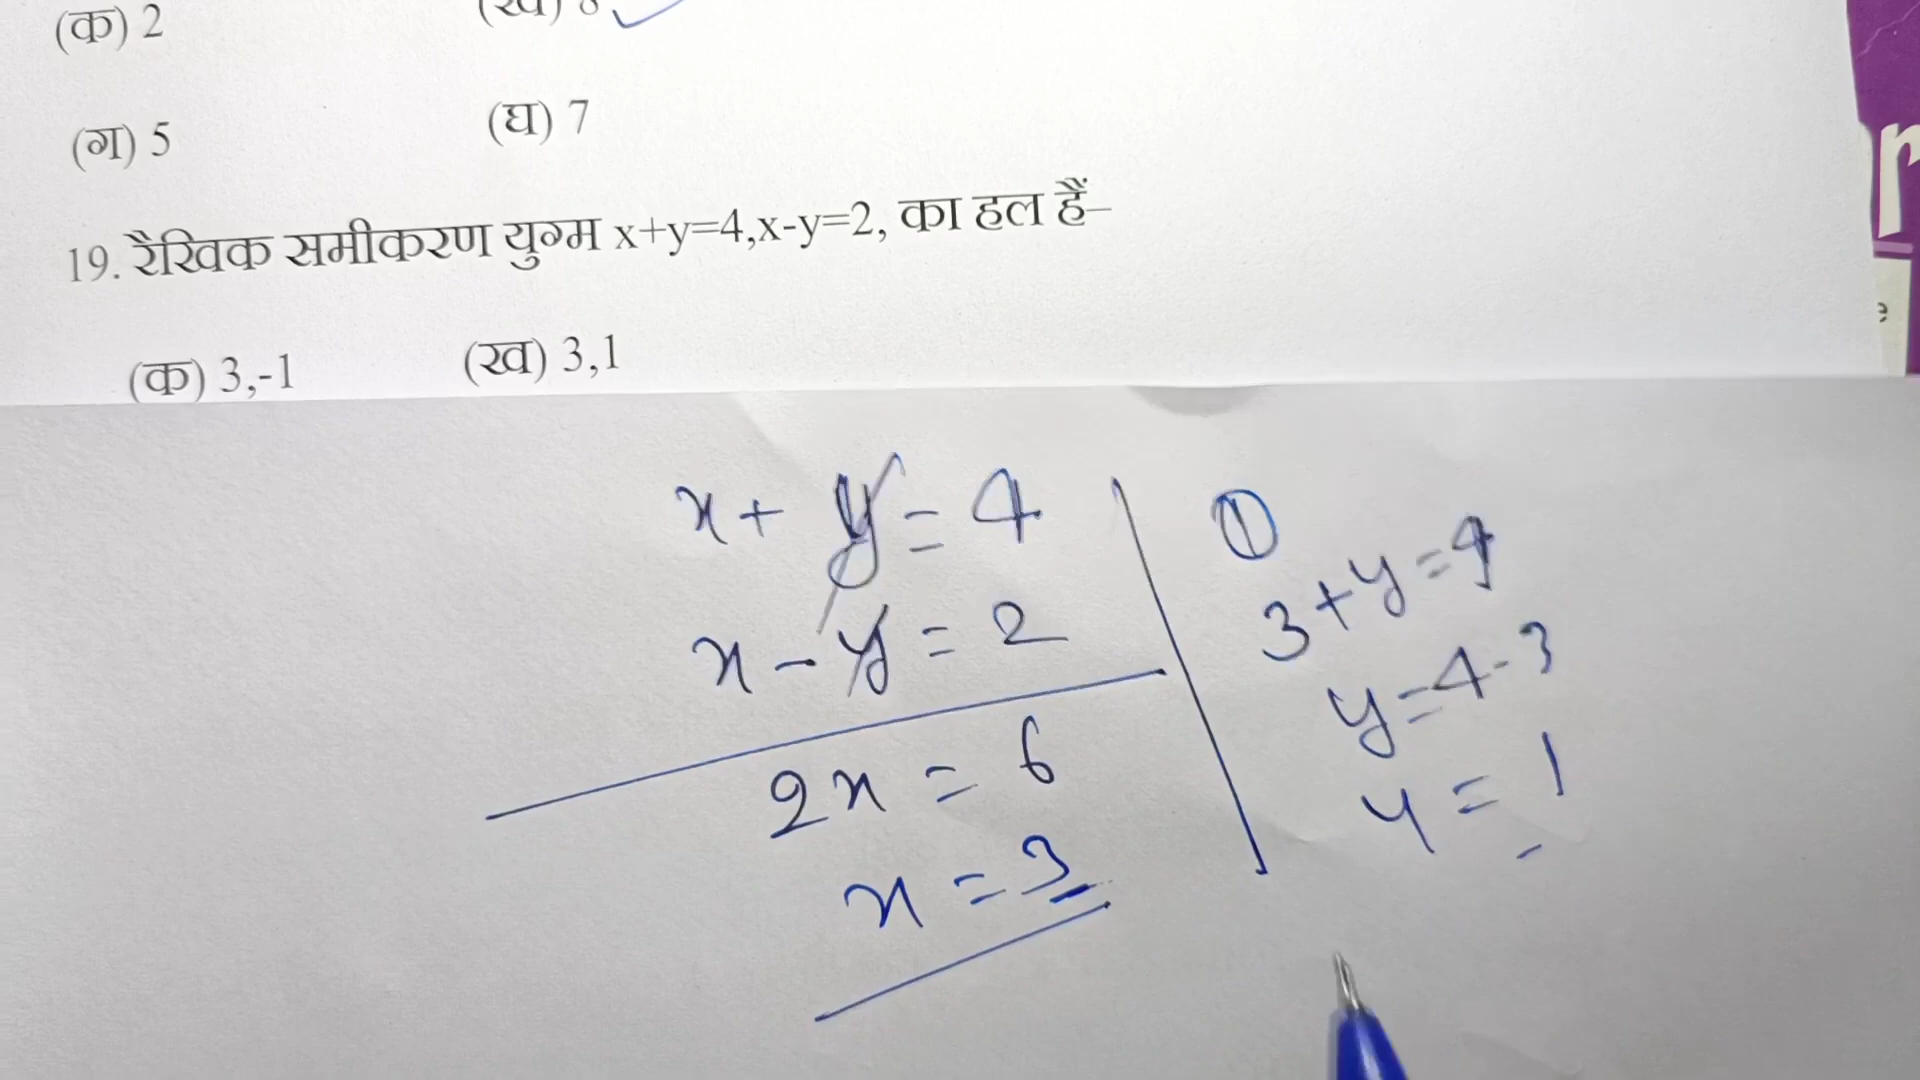 (क) 2
(ख) 8
(ग) 5
(घ) 7
19. रैखिक समीकरण युग्म x+y=4,x-y=2, का हल हैं–
(क) 3,-1
(ख) 3,1
x + y = 4
x - y = 2
2x = 6
x = 3
①
3 + y = 4
y = 4 - 3
y = 1
r
e